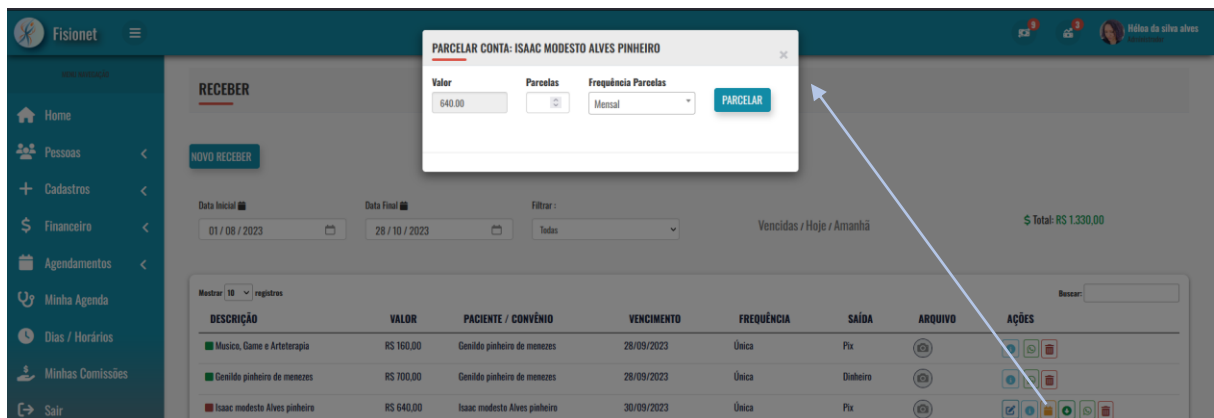 Fisionet
9
3
Héloa da silva alves
PARCELAR CONTA: ISAAC MODESTO ALVES PINHEIRO
×
Valor Parcelas Frequência Parcelas
640.00 Mensal PARCELAR
RECEBER
Home
Pessoas
Cadastros
Financeiro
Agendamentos
Minha Agenda
Dias / Horários
Minhas Comissões
Sair
NOVO RECEBER
Data Inicial Data Final Filtrar :
01 / 08 / 2023 28 / 10 / 2023 Todas Vencidas / Hoje / Amanhã $ Total: R$ 1.330,00
Mostrar 10 registros Buscar:
DESCRIÇÃO VALOR PACIENTE / CONVÊNIO VENCIMENTO FREQUÊNCIA SAÍDA ARQUIVO AÇÕES
Musico, Game e Arteterapia R$ 160,00 Genildo pinheiro de menezes 28/09/2023 Única Pix
Genildo pinheiro de menezes R$ 700,00 Genildo pinheiro de menezes 28/09/2023 Única Dinheiro
Isaac modesto Alves pinheiro R$ 640,00 Isaac modesto Alves pinheiro 30/09/2023 Única Pix